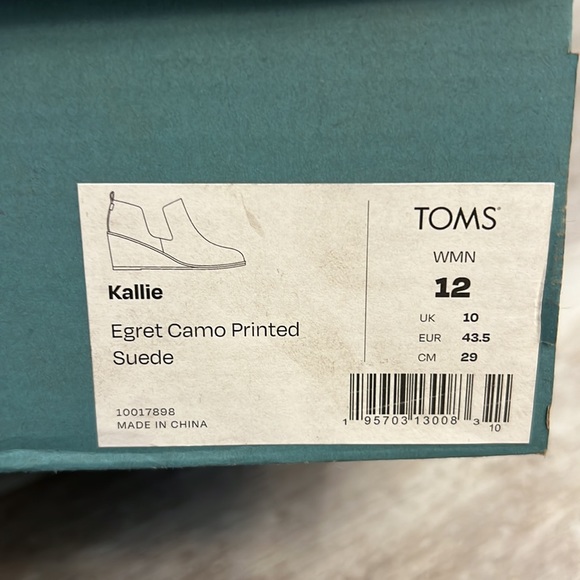 Kallie
Egret Camo Printed
Suede
10017898
MADE IN CHINA
TOMS®
WMN
12
UK 10
EUR 43.5
CM 29
1 95703 13008 3
10